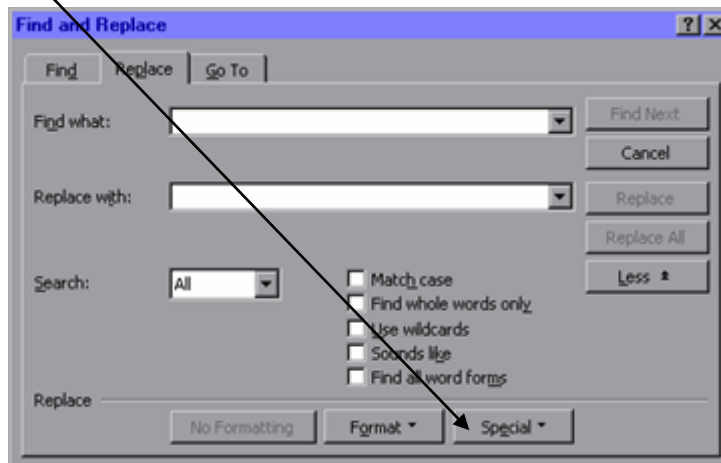 Find and Replace
Find Replace Go To
Find what: Find Next
Cancel
Replace with: Replace
Replace All
Search: All Match case Less
Find whole words only
Use wildcards
Sounds like
Find all word forms
Replace
No Formatting Format Special